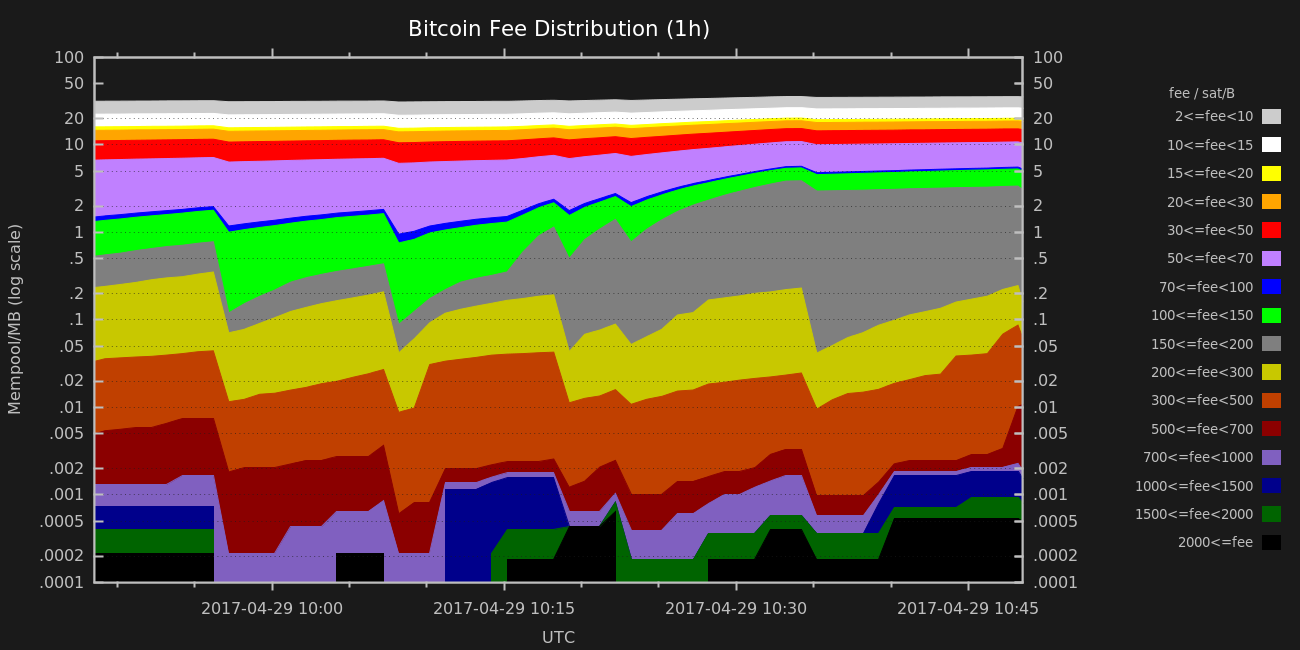 Bitcoin Fee Distribution (1h)
100 100
50 50
20 20
10 10
5 5
2 2
1 1
.5 .5
.2 .2
.1 .1
.05 .05
.02 .02
.01 .01
.005 .005
.002 .002
.001 .001
.0005 .0005
.0002 .0002
.0001 .0001
Mempool/MB (log scale)
2017-04-29 10:00 2017-04-29 10:15 2017-04-29 10:30 2017-04-29 10:45
UTC
fee / sat/B
2<=fee<10
10<=fee<15
15<=fee<20
20<=fee<30
30<=fee<50
50<=fee<70
70<=fee<100
100<=fee<150
150<=fee<200
200<=fee<300
300<=fee<500
500<=fee<700
700<=fee<1000
1000<=fee<1500
1500<=fee<2000
2000<=fee